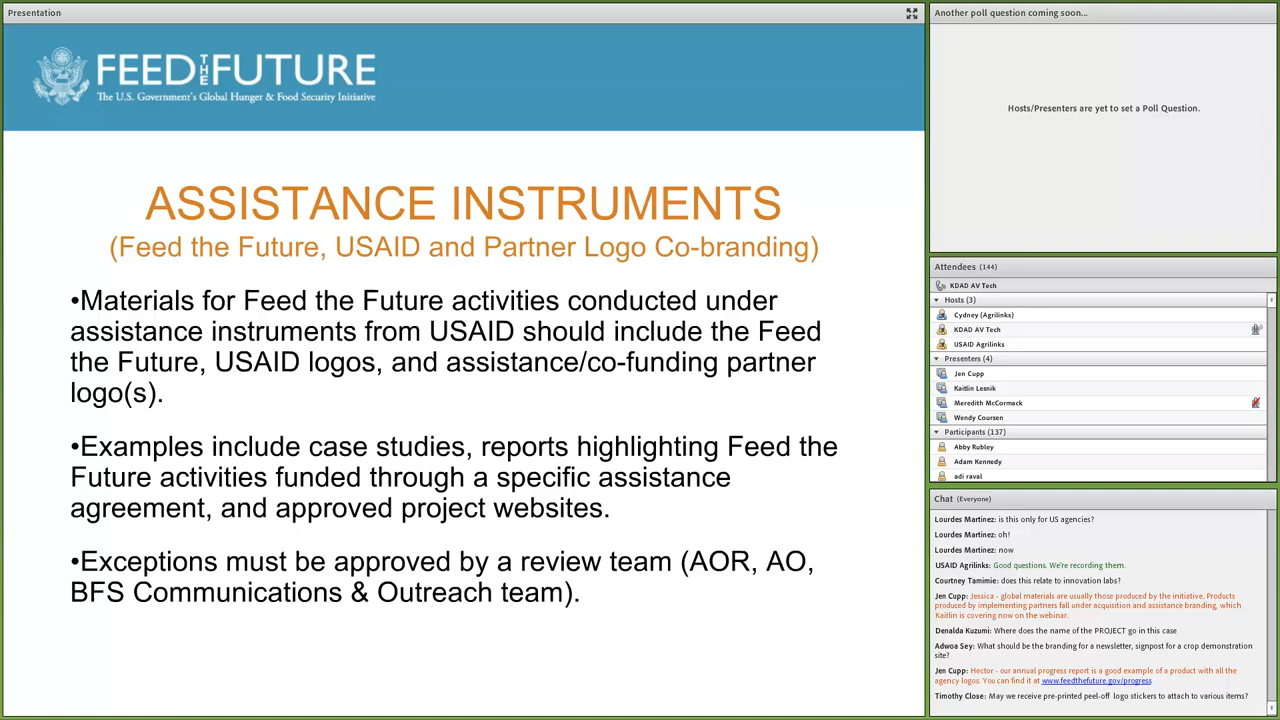 Presentation
FEED THE FUTURE
The U.S. Government's Global Hunger & Food Security Initiative
ASSISTANCE INSTRUMENTS
(Feed the Future, USAID and Partner Logo Co-branding)
•Materials for Feed the Future activities conducted under
assistance instruments from USAID should include the Feed
the Future, USAID logos, and assistance/co-funding partner
logo(s).
•Examples include case studies, reports highlighting Feed the
Future activities funded through a specific assistance
agreement, and approved project websites.
•Exceptions must be approved by a review team (AOR, AO,
BFS Communications & Outreach team).
Another poll question coming soon...
Hosts/Presenters are yet to set a Poll Question.
Attendees (144)
KDAD AV Tech
Hosts (3)
Cydney (Agrilinks)
KDAD AV Tech
USAID Agrilinks
Presenters (4)
Jen Cupp
Kaitlin Lesnik
Meredith McCormack
Wendy Coursen
Participants (137)
Abby Rubley
Adam Kennedy
adi raval
Chat (Everyone)
Lourdes Martinez: is this only for US agencies?
Lourdes Martinez: oh!
Lourdes Martinez: now
USAID Agrilinks: Good questions. We're recording them.
Courtney Tamimie: does this relate to innovation labs?
Jen Cupp: Jessica - global materials are usually those produced by the initiative. Products
produced by implementing partners fall under acquisition and assistance branding, which
Kaitlin is covering now on the webinar.
Denalda Kuzumi: Where does the name of the PROJECT go in this case
Adwoa Sey: What should be the branding for a newsletter, signpost for a crop demonstration
site?
Jen Cupp: Hector - our annual progress report is a good example of a product with all the
agency logos. You can find it at www.feedthefuture.gov/progress
Timothy Close: May we receive pre-printed peel-off logo stickers to attach to various items?